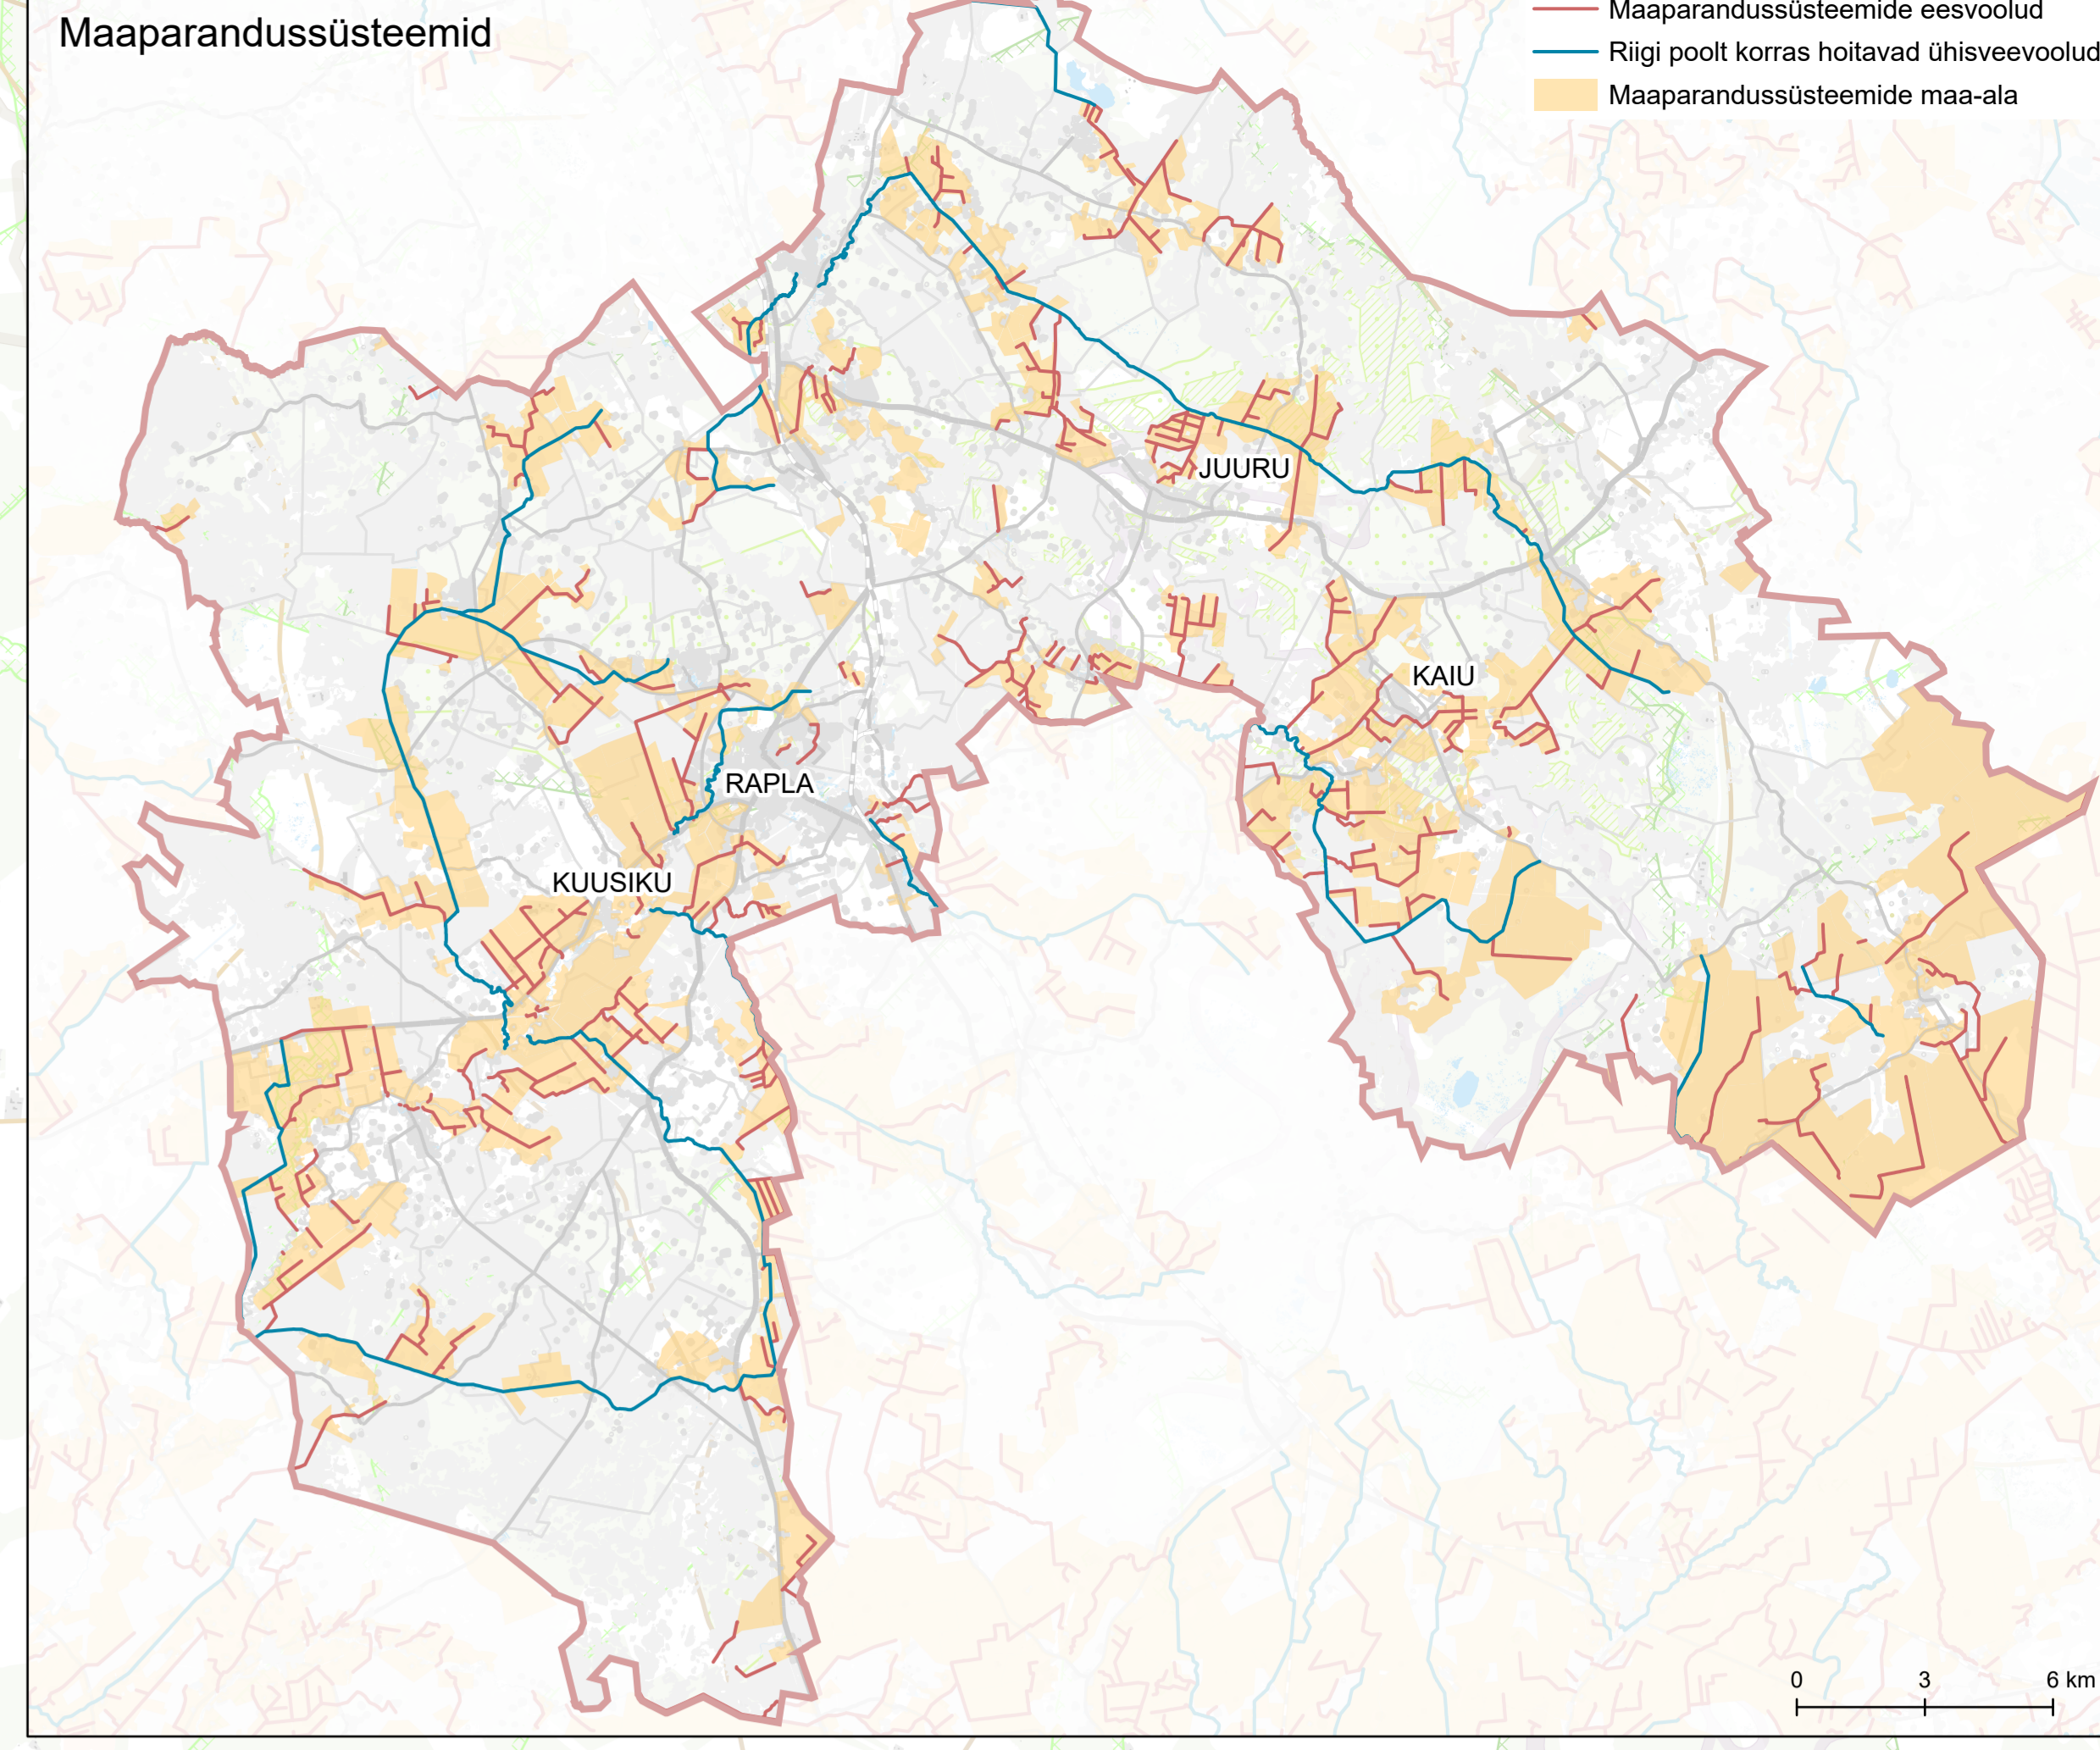 Maaparandussüsteemid
Maaparandussüsteemide eesvoolud
Riigi poolt korras hoitavad ühisveevoolud
Maaparandussüsteemide maa-ala
JUURU
KAIU
RAPLA
KUUSIKU
0 3 6 km